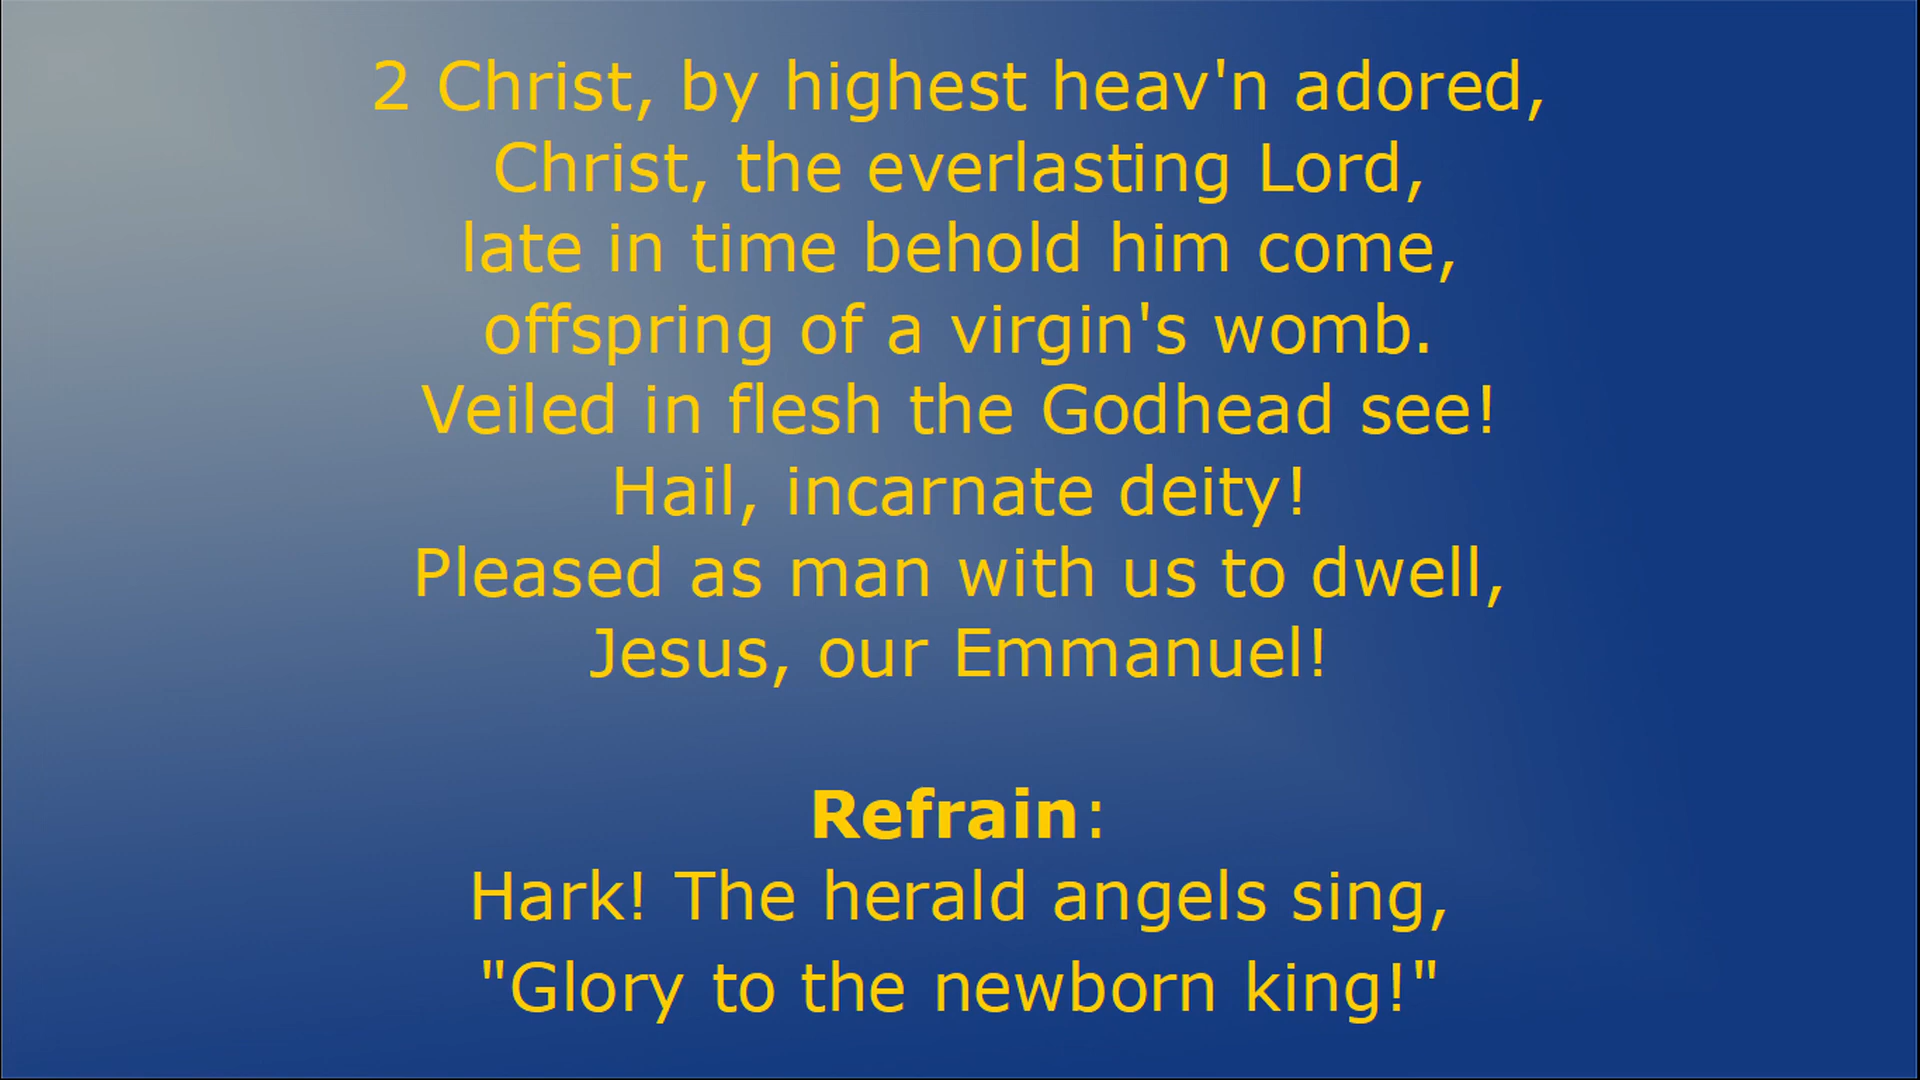 2 Christ, by highest heav'n adored,
Christ, the everlasting Lord,
late in time behold him come,
offspring of a virgin's womb.
Veiled in flesh the Godhead see!
Hail, incarnate deity!
Pleased as man with us to dwell,
Jesus, our Emmanuel!
Refrain:
Hark! The herald angels sing,
"Glory to the newborn king!"